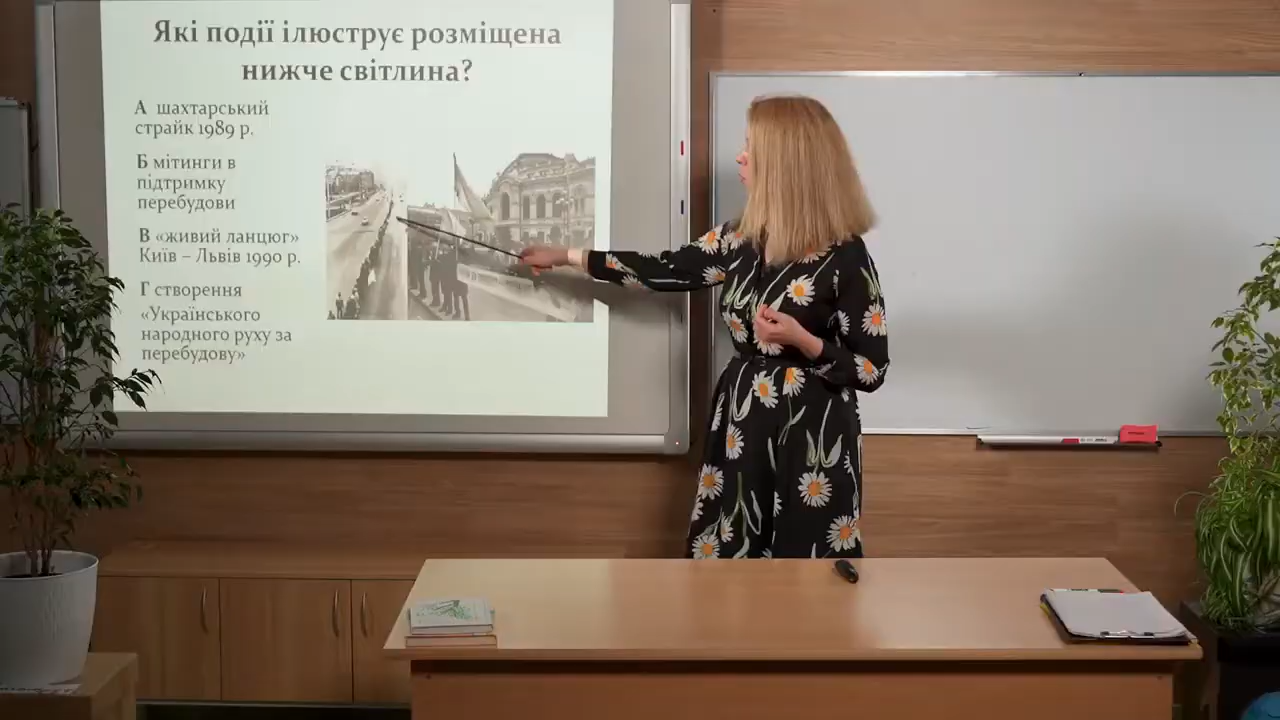 Які події ілюструє розміщена
нижче світлина?
А шахтарський
страйк 1989 р.
Б мітинги в
підтримку
перебудови
В «живий ланцюг»
Київ – Львів 1990 р.
Г створення
«Українського
народного руху за
перебудову»